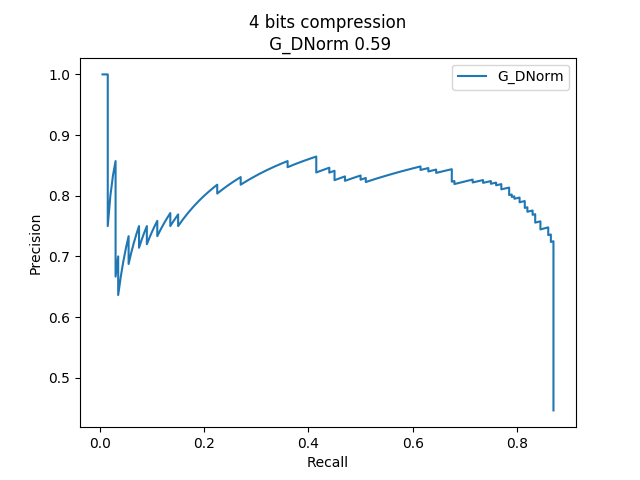 4 bits compression
G_DNorm 0.59
G_DNorm
1.0
0.9
0.8
0.7
0.6
0.5
Precision
0.0 0.2 0.4 0.6 0.8
Recall